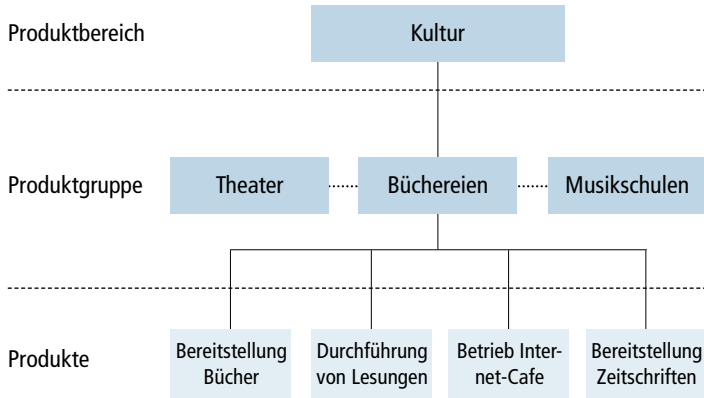 Produktbereich
Kultur
Produktgruppe
Theater
Büchereien
Musikschulen
Produkte
Bereitstellung
Bücher
Durchführung
von Lesungen
Betrieb Inter-
net-Cafe
Bereitstellung
Zeitschriften